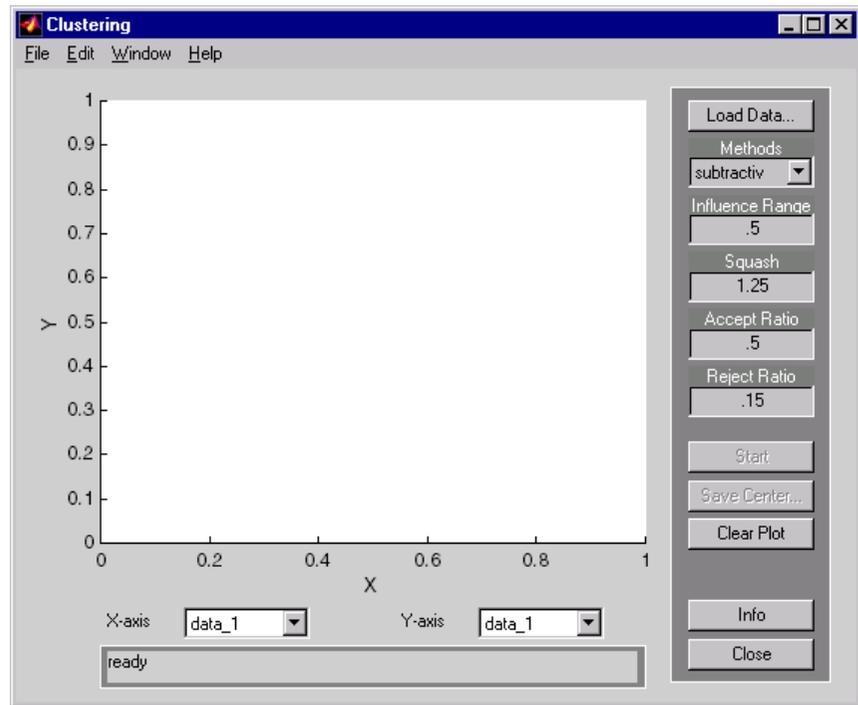 Clustering
File Edit Window Help
1
0.9
0.8
0.7
0.6
0.5
0.4
0.3
0.2
0.1
0
Y
0 0.2 0.4 0.6 0.8 1
X
X-axis data_1 Y-axis data_1
ready
Load Data...
Methods
subtractiv
Influence Range
.5
Squash
1.25
Accept Ratio
.5
Reject Ratio
.15
Start
Save Center...
Clear Plot
Info
Close